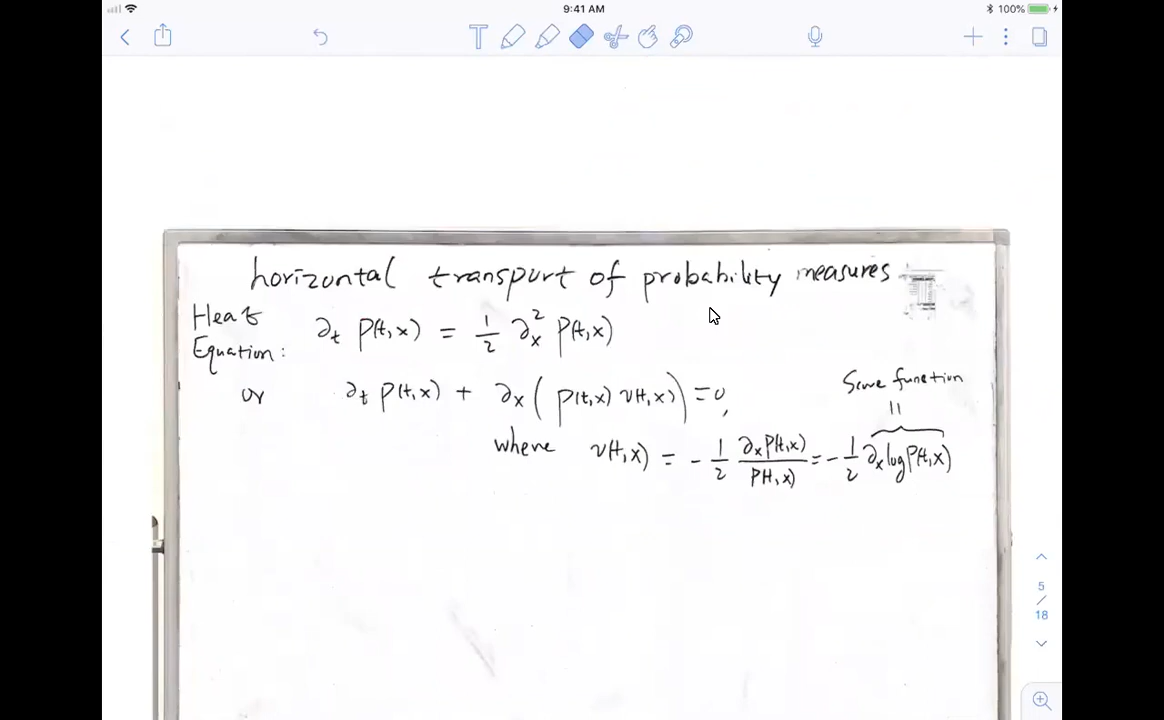 9:41 AM
100%
T
horizontal transport of probability measures
Heat Equation: ∂ₜ P(t,x) = 1/2 ∂ₓ² P(t,x)
or ∂ₜ P(t,x) + ∂ₓ( P(t,x) v(t,x) ) = 0,
Score function
||
where v(t,x) = - 1/2 ∂ₓP(t,x)/P(t,x) = - 1/2 ∂ₓ log P(t,x)
5
/
18